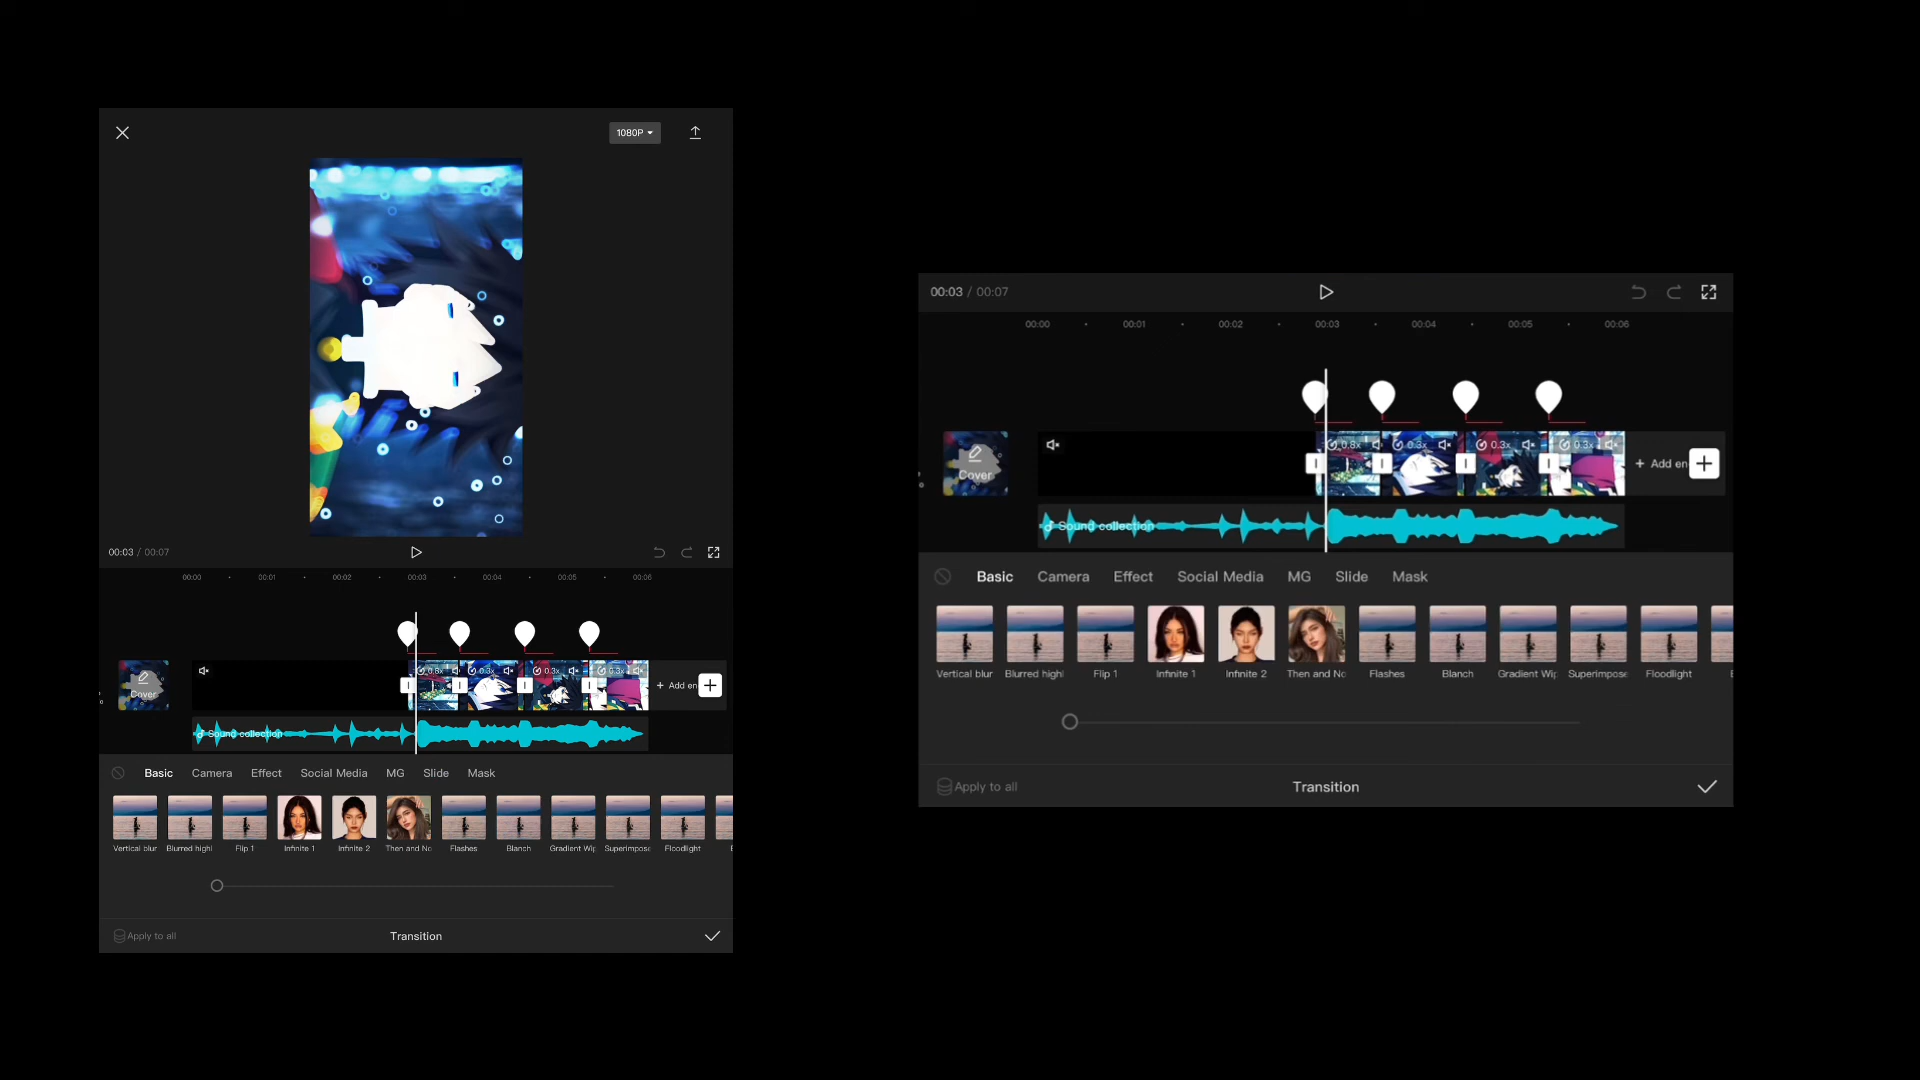 1080P
00:03 / 00:07
00:00 00:01 00:02 00:03 00:04 00:05 00:06
0.8x 0.3x 0.3x 0.3x
Cover
+ Add en
Sound collection
Basic Camera Effect Social Media MG Slide Mask
Vertical blur Blurred highl Flip 1 Infinite 1 Infinite 2 Then and No Flashes Blanch Gradient Wip Superimpose Floodlight
Apply to all Transition
00:03 / 00:07
00:00 00:01 00:02 00:03 00:04 00:05 00:06
0.8x 0.3x 0.3x 0.3x
Cover
+ Add en
Sound collection
Basic Camera Effect Social Media MG Slide Mask
Vertical blur Blurred highl Flip 1 Infinite 1 Infinite 2 Then and No Flashes Blanch Gradient Wip Superimpose Floodlight
Apply to all Transition